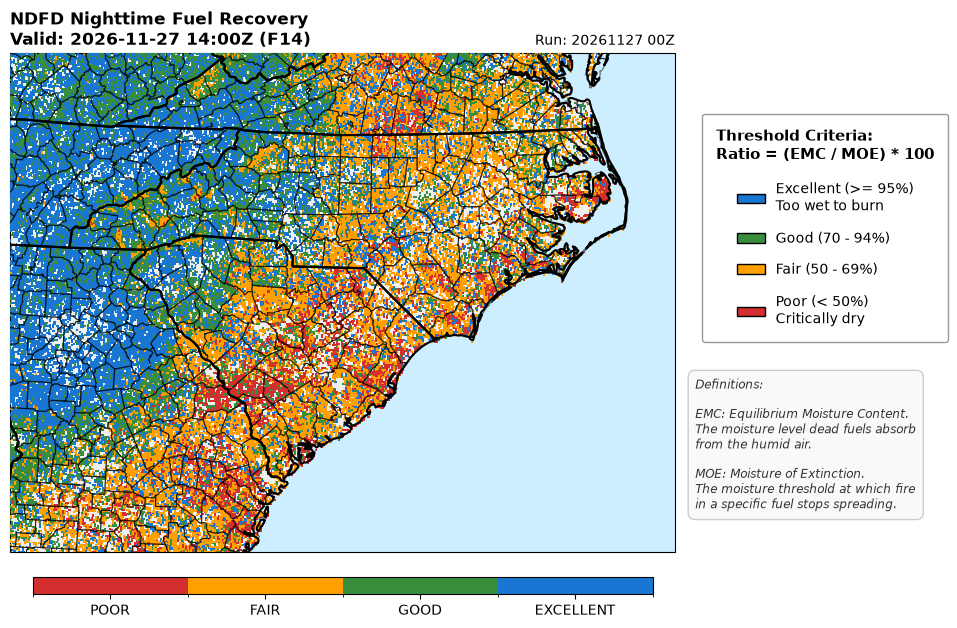 NDFD Nighttime Fuel Recovery
Valid: 2026-11-27 14:00Z (F14)
Run: 20261127 00Z
Threshold Criteria:
Ratio = (EMC / MOE) * 100
Excellent (>= 95%)
Too wet to burn
Good (70 - 94%)
Fair (50 - 69%)
Poor (< 50%)
Critically dry
Definitions:
EMC: Equilibrium Moisture Content.
The moisture level dead fuels absorb
from the humid air.
MOE: Moisture of Extinction.
The moisture threshold at which fire
in a specific fuel stops spreading.
POOR
FAIR
GOOD
EXCELLENT